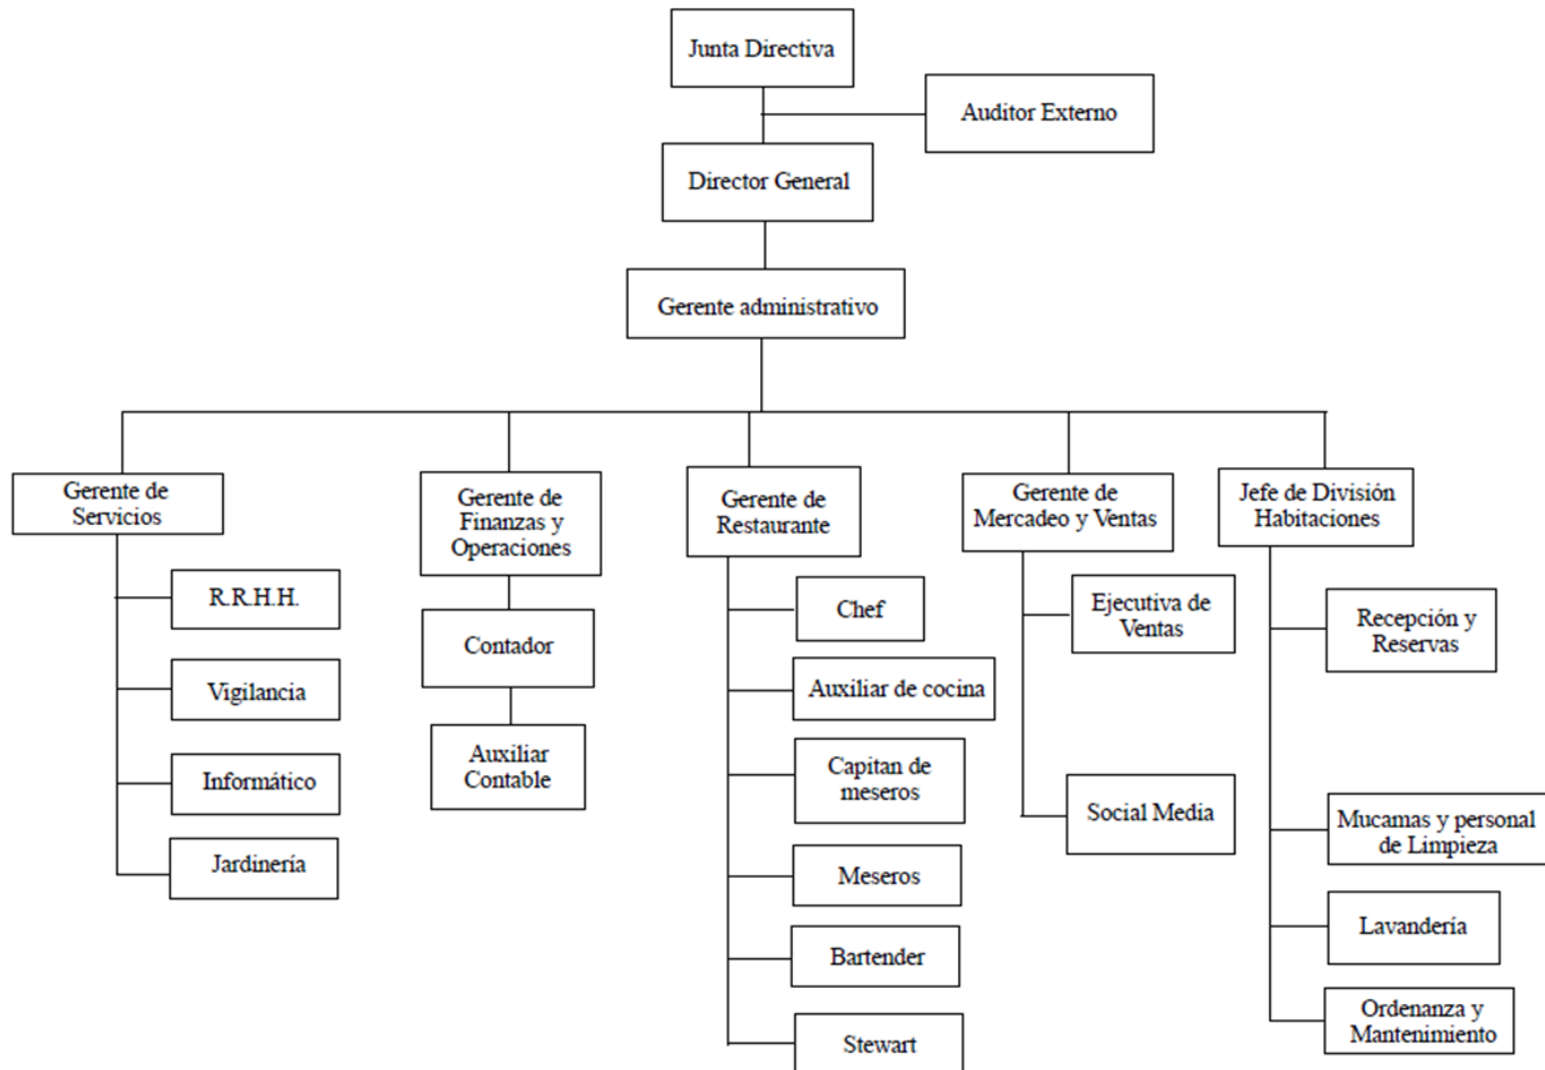 Junta Directiva
Auditor Externo
Director General
Gerente administrativo
Gerente de
Servicios
R.R.H.H.
Vigilancia
Informático
Jardinería
Gerente de
Finanzas y
Operaciones
Contador
Auxiliar
Contable
Gerente de
Restaurante
Chef
Auxiliar de cocina
Capitan de
meseros
Meseros
Bartender
Stewart
Gerente de
Mercadeo y Ventas
Ejecutiva de
Ventas
Social Media
Jefe de División
Habitaciones
Recepción y
Reservas
Mucamas y personal
de Limpieza
Lavandería
Ordenanza y
Mantenimiento